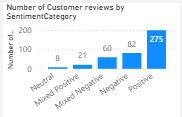 Number of Customer reviews by
SentimentCategory
Number of...
200
100
0
8
21
60
82
275
Neutral
Mixed Positive
Mixed Negative
Negative
Positive